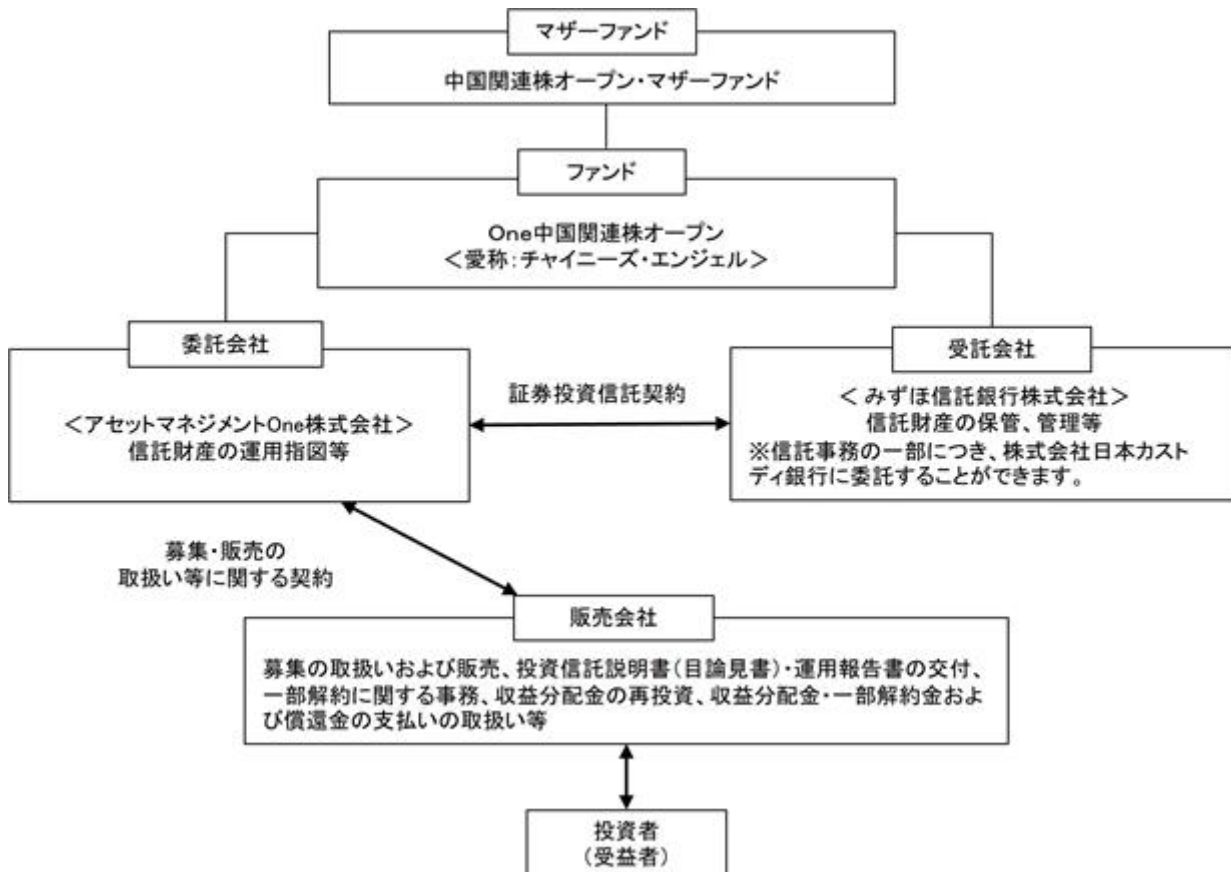 マザーファンド
中国関連株オープン・マザーファンド
ファンド
One中国関連株オープン
＜愛称：チャイニーズ・エンジェル＞
委託会社
＜アセットマネジメントOne株式会社＞
信託財産の運用指図等
証券投資信託契約
受託会社
＜みずほ信託銀行株式会社＞
信託財産の保管、管理等
※信託事務の一部につき、株式会社日本カスト
ディ銀行に委託することができます。
募集・販売の
取扱い等に関する契約
販売会社
募集の取扱いおよび販売、投資信託説明書（目論見書）・運用報告書の交付、
一部解約に関する事務、収益分配金の再投資、収益分配金・一部解約金およ
び償還金の支払いの取扱い等
投資者
（受益者）